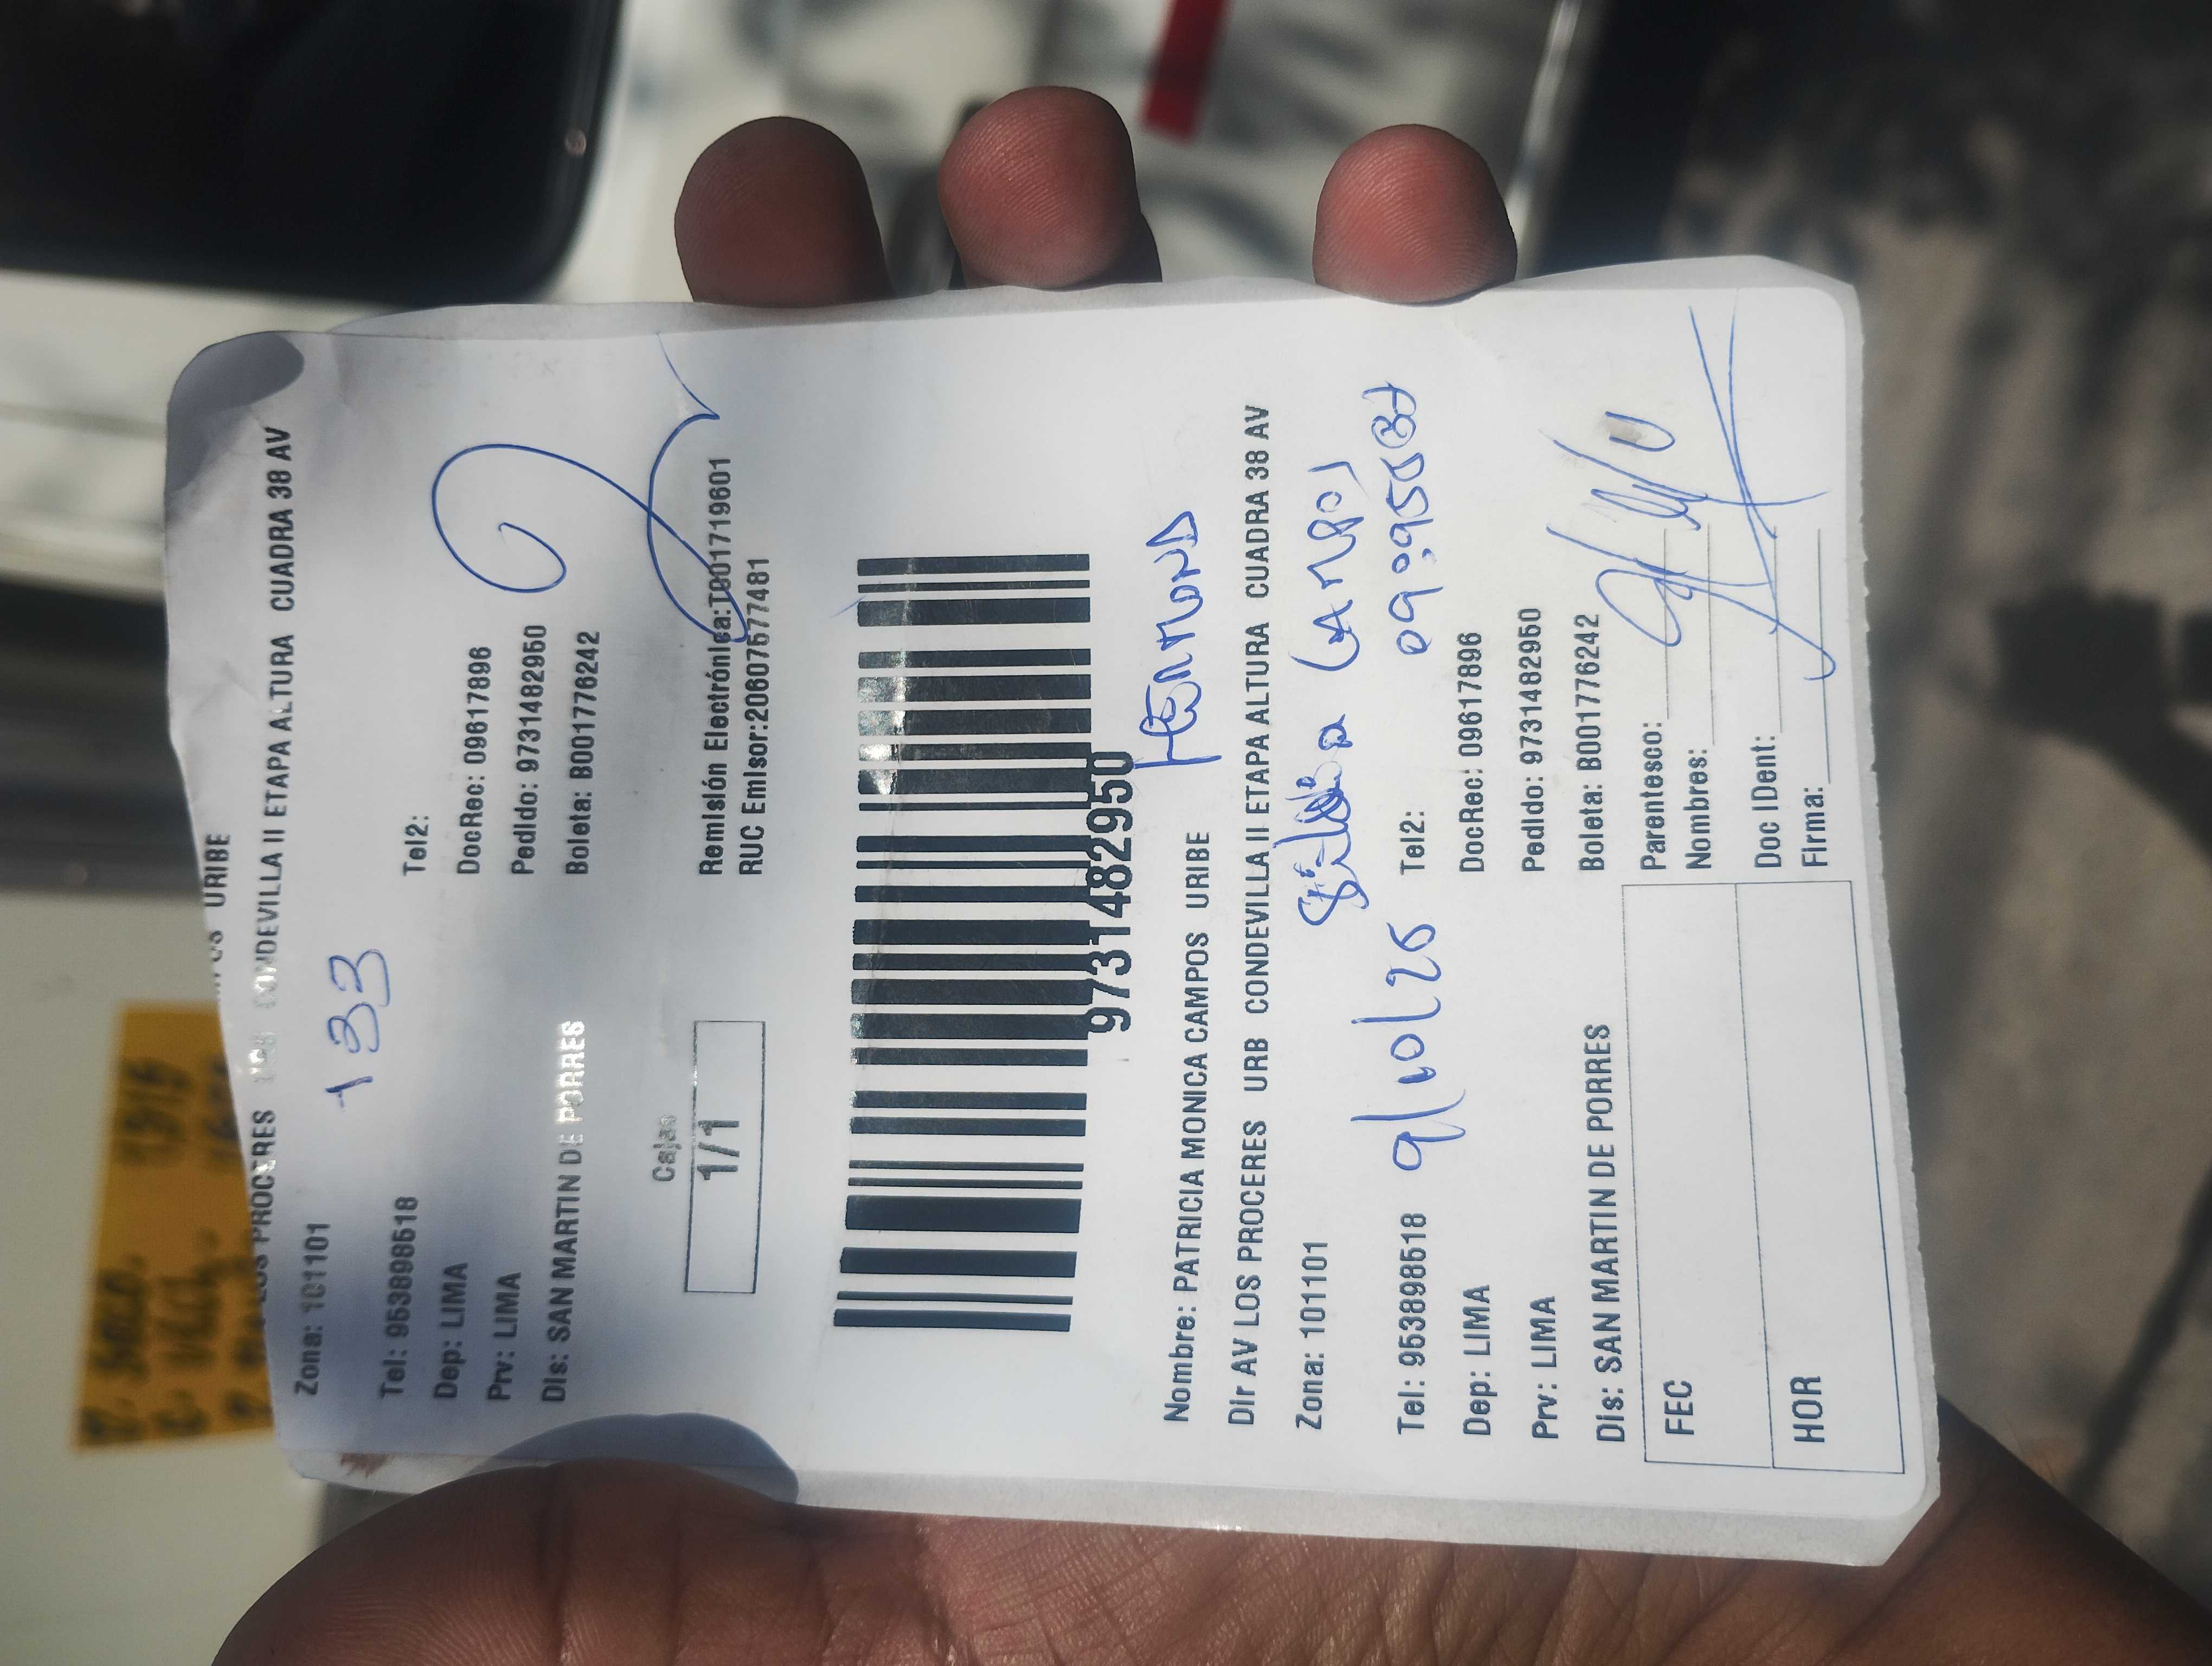 URIBE
LOS PROCERES CONDEVILLA II ETAPA ALTURA CUADRA 38 AV
Zona: 101101
133
Tel: 953898518 Tel2:
Dep: LIMA DocRec: 09617896
Prv: LIMA Pedido: 9731482950
Dis: SAN MARTIN DE PORRES Boleta: B001776242
Cajas
1/1
Remisión Electrónica:T001719601
RUC Emisor:20607577481
9731482950
HERMANO
Nombre: PATRICIA MONICA CAMPOS URIBE
Dir AV LOS PROCERES URB CONDEVILLA II ETAPA ALTURA CUADRA 38 AV
Zona: 101101
Tel: 953898518 9/10/25 Tel2:
Dep: LIMA DocRec: 09617896
Prv: LIMA Pedido: 9731482950
Dis: SAN MARTIN DE PORRES Boleta: B001776242
FEC Parentesco:
Nombres:
HOR Doc IDent:
Firma: